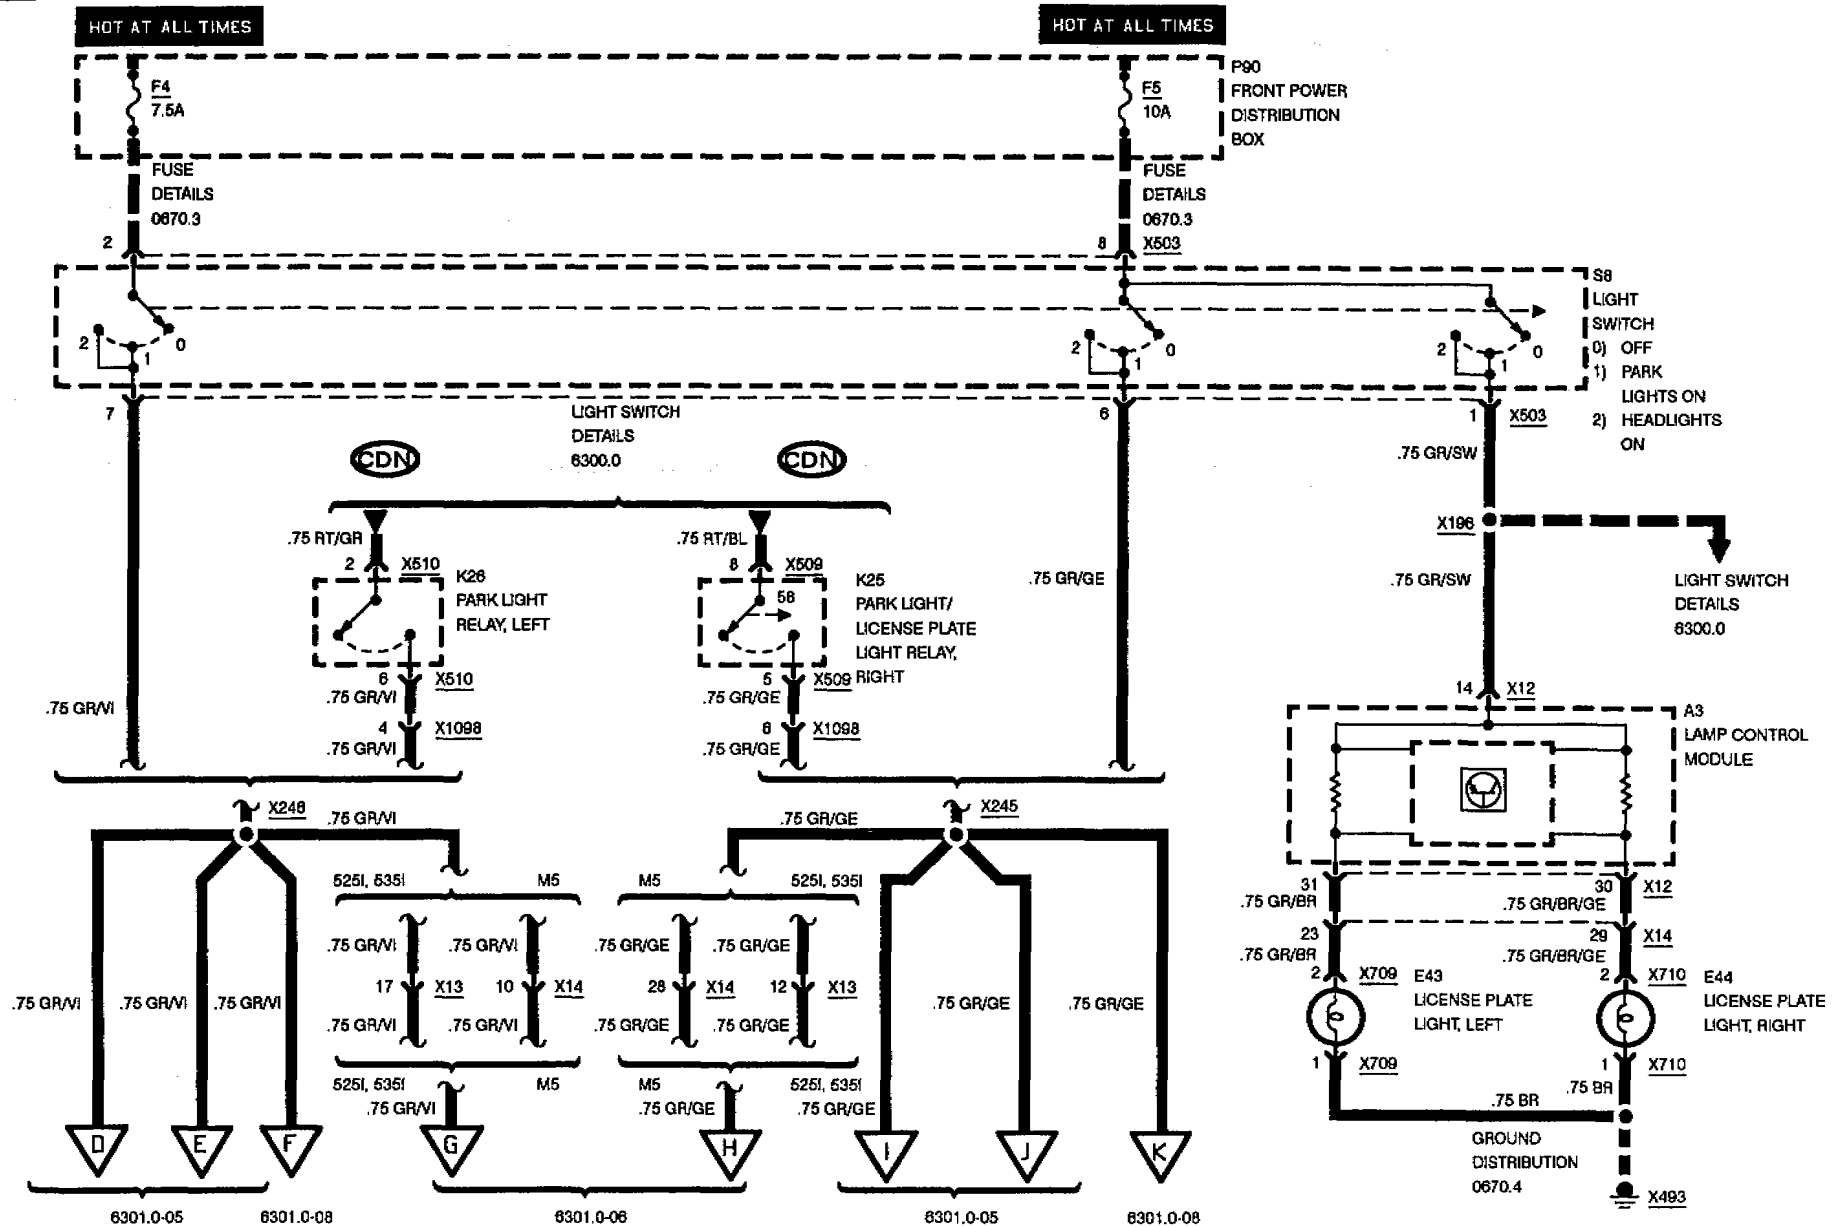 HOT AT ALL TIMES
HOT AT ALL TIMES
F4
7.5A
F5
10A
P90
FRONT POWER
DISTRIBUTION
BOX
FUSE
DETAILS
0670.3
FUSE
DETAILS
0670.3
2
8
X503
S8
LIGHT
SWITCH
0) OFF
1) PARK
LIGHTS ON
2) HEADLIGHTS
ON
2
1
0
2
1
0
2
1
0
7
6
1
X503
LIGHT SWITCH
DETAILS
6300.0
CDN
CDN
.75 GR/SW
X196
.75 GR/SW
LIGHT SWITCH
DETAILS
6300.0
.75 RT/GR
.75 RT/BL
2
X510
8
X509
K26
PARK LIGHT
RELAY, LEFT
58
K25
PARK LIGHT/
LICENSE PLATE
LIGHT RELAY,
RIGHT
.75 GR/GE
6
X510
5
X509
.75 GR/VI
.75 GR/GE
.75 GR/VI
4
X1098
6
X1098
.75 GR/VI
.75 GR/GE
14
X12
A3
LAMP CONTROL
MODULE
X246
.75 GR/VI
.75 GR/GE
X245
525I, 535I
M5
M5
525I, 535I
31
.75 GR/BR
30
X12
.75 GR/BR/GE
.75 GR/VI
.75 GR/VI
.75 GR/GE
.75 GR/GE
23
.75 GR/BR
29
X14
.75 GR/BR/GE
17
X13
10
X14
28
X14
12
X13
2
X709
E43
LICENSE PLATE
LIGHT, LEFT
2
X710
E44
LICENSE PLATE
LIGHT, RIGHT
.75 GR/VI
.75 GR/VI
.75 GR/VI
.75 GR/VI
.75 GR/VI
.75 GR/GE
.75 GR/GE
.75 GR/GE
.75 GR/GE
1
X709
1
X710
525I, 535I
M5
M5
525I, 535I
.75 GR/VI
.75 GR/GE
.75 GR/GE
.75 BR
.75 BR
D
E
F
G
H
I
J
K
GROUND
DISTRIBUTION
0670.4
X493
6301.0-05
6301.0-08
6301.0-06
6301.0-05
6301.0-08